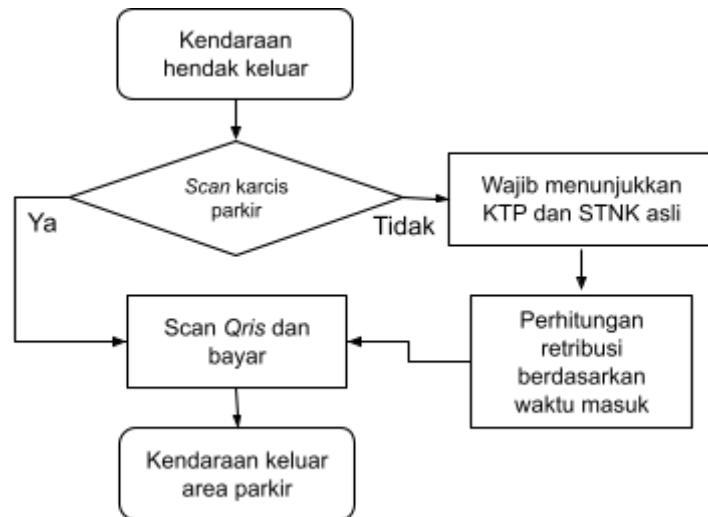 Kendaraan
hendak keluar
Scan karcis
parkir
Ya
Tidak
Wajib menunjukkan
KTP dan STNK asli
Scan Qris dan
bayar
Perhitungan
retribusi
berdasarkan
waktu masuk
Kendaraan keluar
area parkir